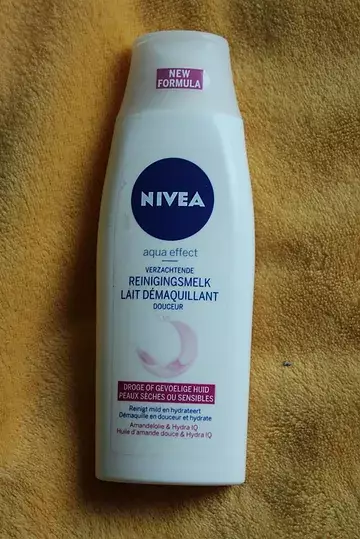 NEW
FORMULA
NIVEA
aqua effect
VERZACHTENDE
REINIGINGSMELK
LAIT DÉMAQUILLANT
DOUCEUR
DROGE OF GEVOELIGE HUID
PEAUX SÈCHES OU SENSIBLES
Reinigt mild en hydrateert
Démaquille en douceur et hydrate
Amandelolie & Hydra IQ
Huile d'amande douce & Hydra IQ